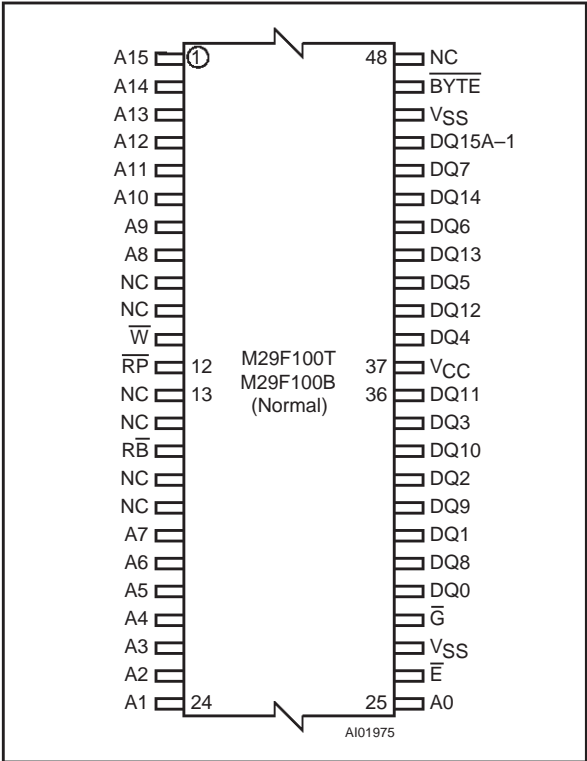 A15 1 48 NC
A14 B̅Y̅T̅E̅
A13 VSS
A12 DQ15A–1
A11 DQ7
A10 DQ14
A9 DQ6
A8 DQ13
NC DQ5
NC DQ12
W̅ DQ4
R̅P̅ 12 M29F100T 37 VCC
NC 13 M29F100B 36 DQ11
(Normal)
NC DQ3
RB̅ DQ10
NC DQ2
NC DQ9
A7 DQ1
A6 DQ8
A5 DQ0
A4 G̅
A3 VSS
A2 E̅
A1 24 25 A0
AI01975